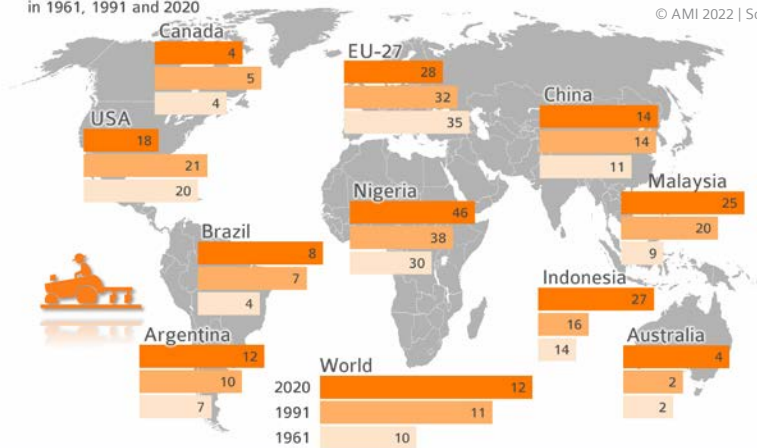 in 1961, 1991 and 2020
© AMI 2022 | So
Canada
4
5
4
EU-27
28
32
35
China
14
14
11
USA
18
21
20
Malaysia
25
20
9
Nigeria
46
38
30
Brazil
8
7
4
Indonesia
27
16
14
Argentina
12
10
7
Australia
4
2
2
World
2020 12
1991 11
1961 10